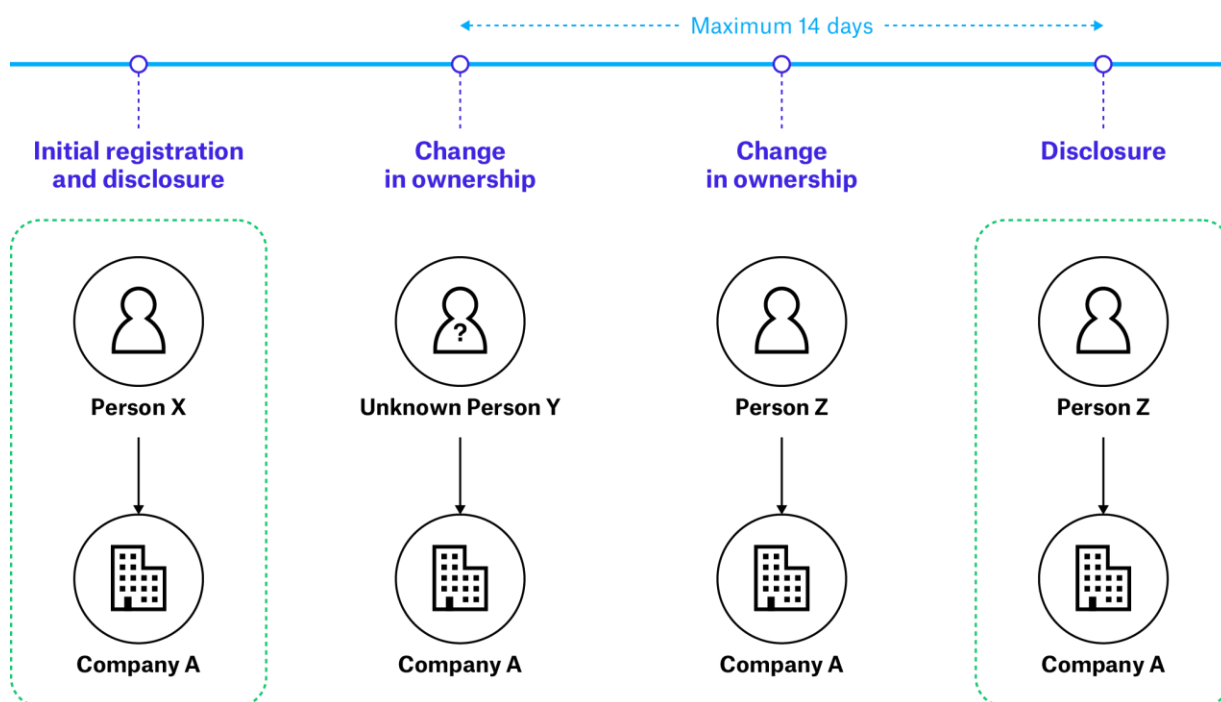 Maximum 14 days
Initial registration
and disclosure
Change
in ownership
Change
in ownership
Disclosure
?
Person X
Unknown Person Y
Person Z
Person Z
Company A
Company A
Company A
Company A